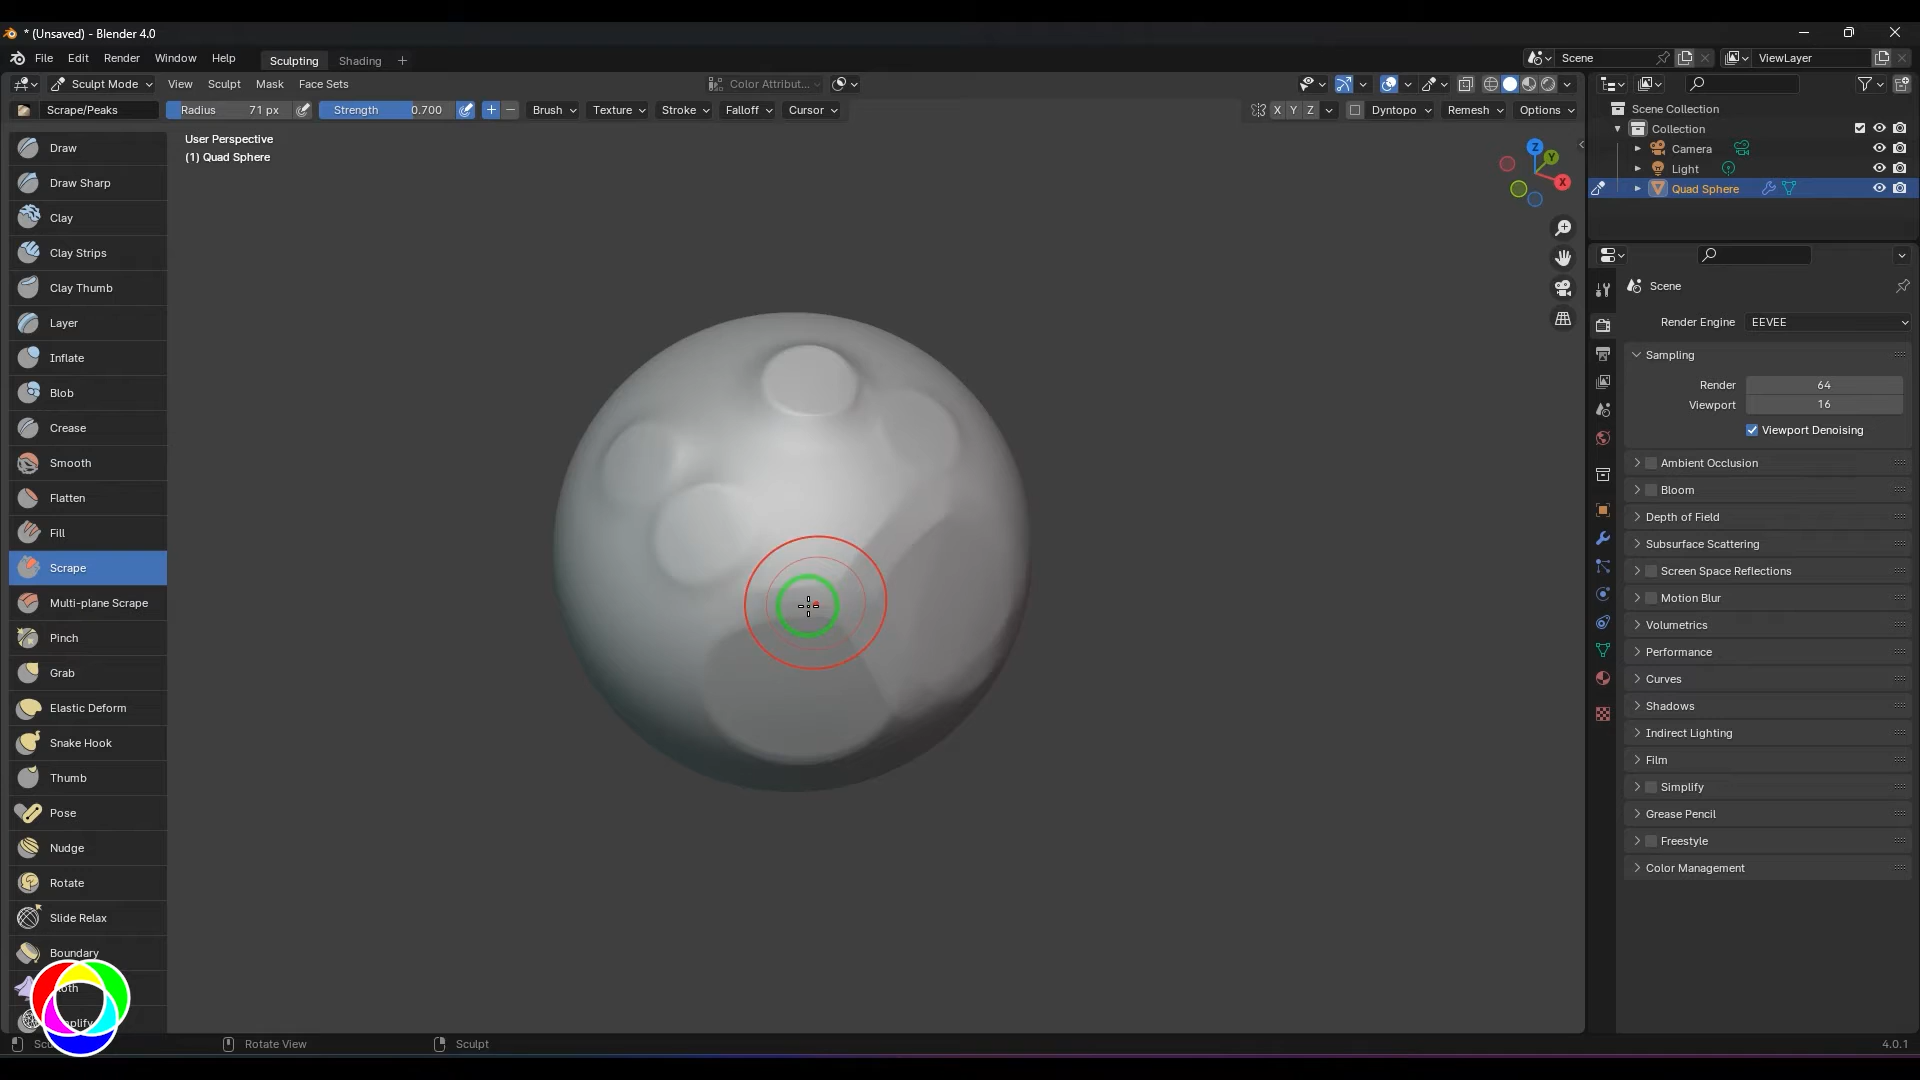 * (Unsaved) - Blender 4.0
File Edit Render Window Help
Sculpting Shading +
Scene
ViewLayer
Sculpt Mode View Sculpt Mask Face Sets
Color Attribut...
Scrape/Peaks
Radius 71 px
Strength 0.700
+ − Brush Texture Stroke Falloff Cursor
X Y Z Dyntopo Remesh Options
User Perspective
(1) Quad Sphere
Z
Y
X
Draw
Draw Sharp
Clay
Clay Strips
Clay Thumb
Layer
Inflate
Blob
Crease
Smooth
Flatten
Fill
Scrape
Multi-plane Scrape
Pinch
Grab
Elastic Deform
Snake Hook
Thumb
Pose
Nudge
Rotate
Slide Relax
Boundary
Scene Collection
Collection
Camera
Light
Quad Sphere
Scene
Render Engine EEVEE
Sampling
Render 64
Viewport 16
Viewport Denoising
Ambient Occlusion
Bloom
Depth of Field
Subsurface Scattering
Screen Space Reflections
Motion Blur
Volumetrics
Performance
Curves
Shadows
Indirect Lighting
Film
Simplify
Grease Pencil
Freestyle
Color Management
Rotate View
Sculpt
4.0.1